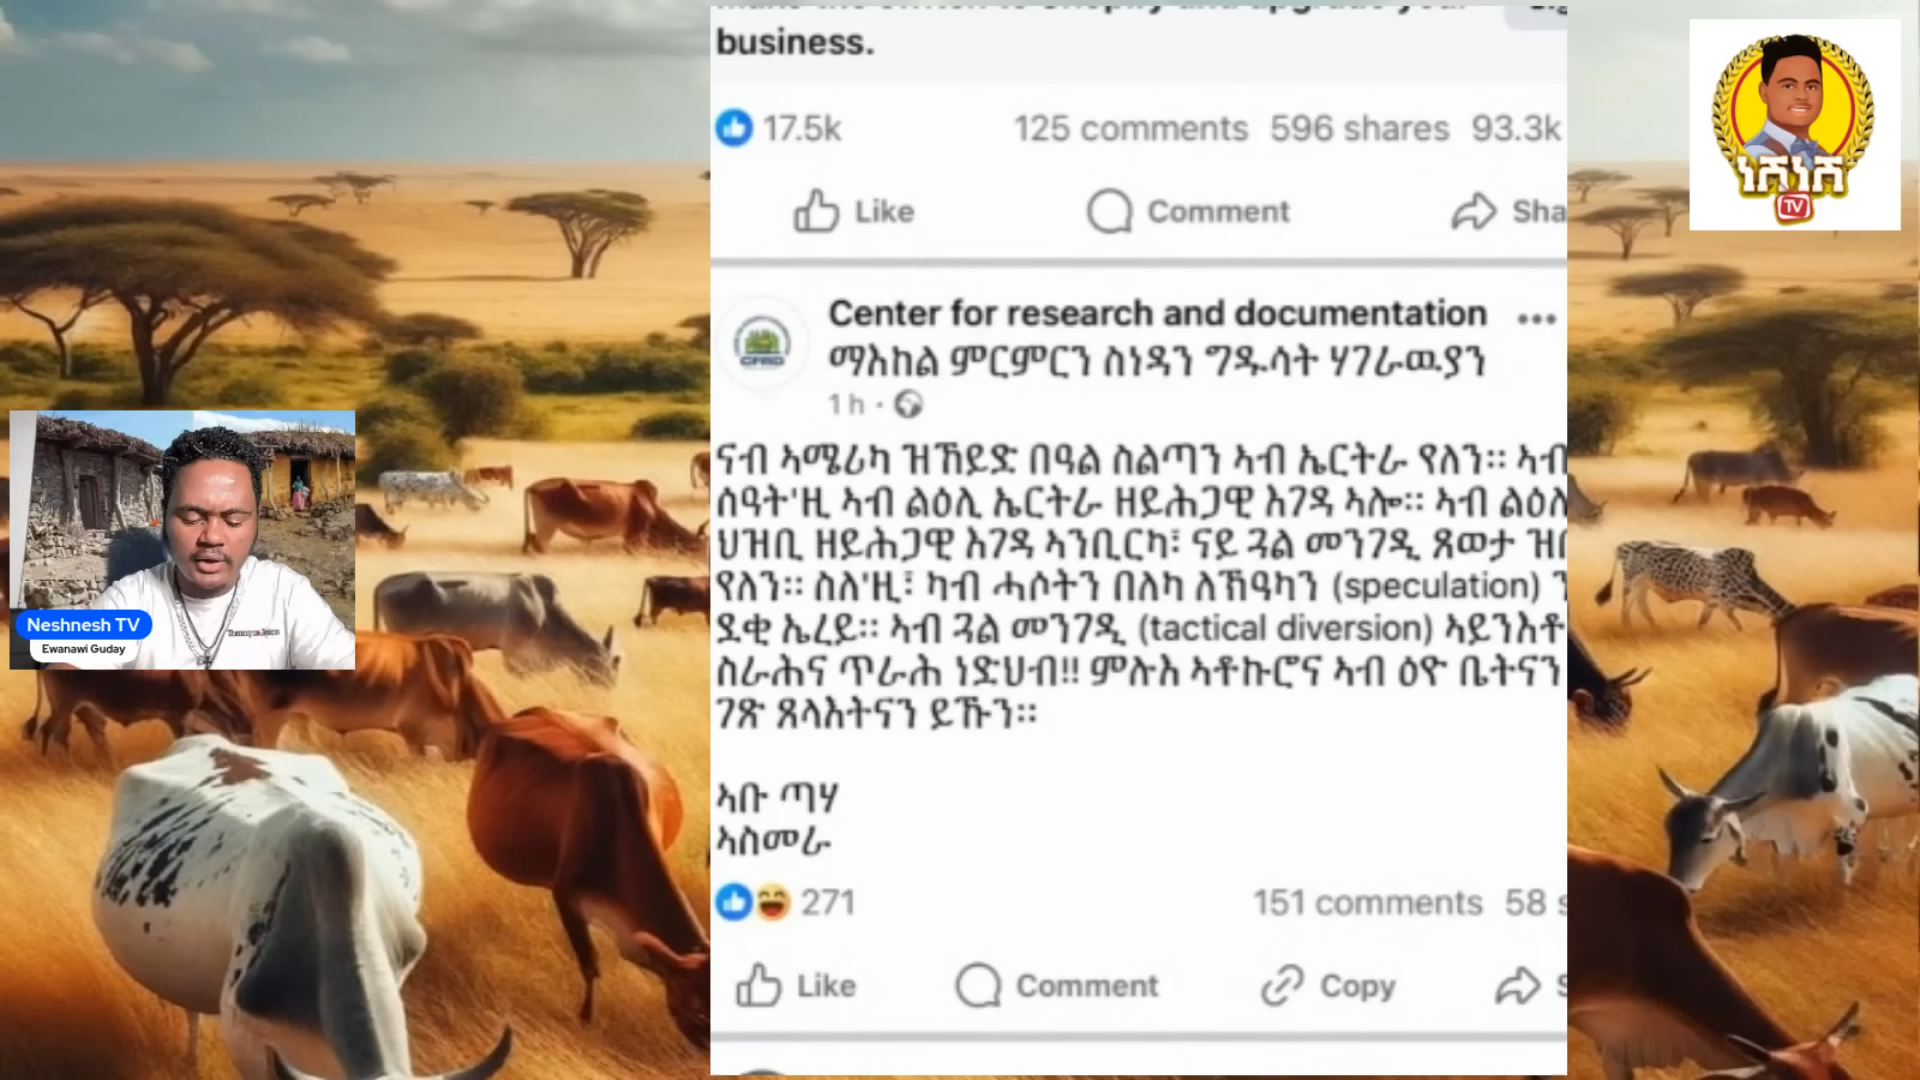 business.
17.5k 125 comments 596 shares 93.3k
Like Comment Sha
Center for research and documentation
ማእከል ምርምርን ስነዳን ግዱሳት ሃገራዉያን
1 h
ናብ ኣሜሪካ ዝኸይድ በዓል ስልጣን ኣብ ኤርትራ የለን። ኣብ
ሰዓት'ዚ ኣብ ልዕሊ ኤርትራ ዘይሕጋዊ እገዳ ኣሎ። ኣብ ልዕለ
ህዝቢ ዘይሕጋዊ እገዳ ኣንቢርካ፣ ናይ ጓል መንገዲ ጸወታ
የለን። ስለ'ዚ፣ ካብ ሓሶትን በለካ ለኽዓካን (speculation)
ደቂ ኤረይ። ኣብ ጓል መንገዲ (tactical diversion) ኣይንእቶ
ስራሕና ጥራሕ ነድህብ!! ምሉእ ኣቶኩሮና ኣብ ዕዮ ቤትናን
ገጽ ጸላእትናን ይኹን።
ኣቡ ጣሃ
ኣስመራ
271 151 comments 58
Like Comment Copy
ነሽነሽ
TV
Neshnesh TV
Ewanawi Guday